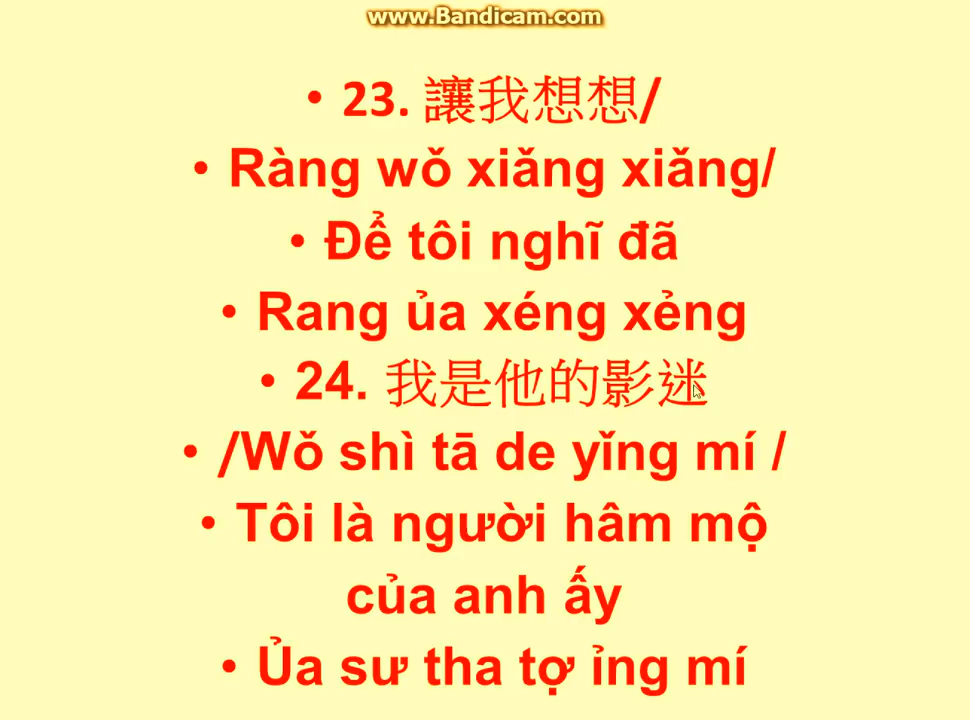 www.Bandicam.com
• 23. 讓我想想/
• Ràng wǒ xiǎng xiǎng/
• Để tôi nghĩ đã
• Rang ủa xéng xẻng
• 24. 我是他的影迷
• /Wǒ shì tā de yǐng mí /
• Tôi là người hâm mộ
của anh ấy
• Ủa sư tha tợ ỉng mí